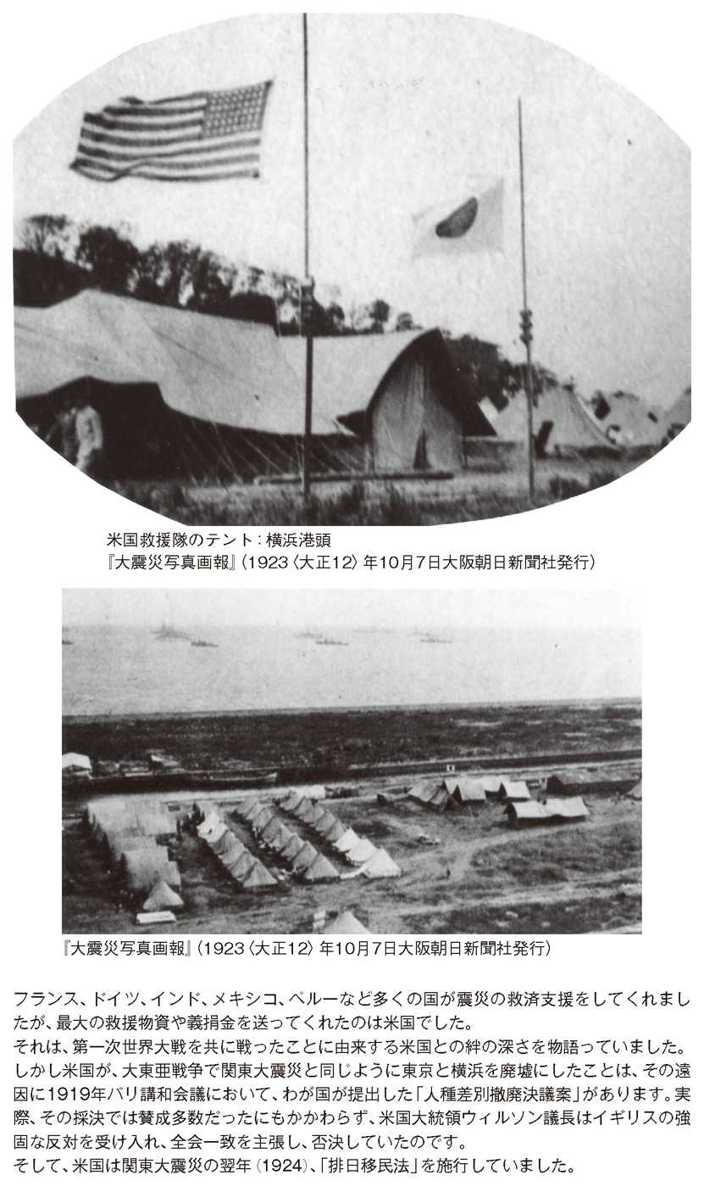 米国救援隊のテント：横浜港頭
『大震災写真画報』（1923〈大正12〉年10月7日大阪朝日新聞社発行）
『大震災写真画報』（1923〈大正12〉年10月7日大阪朝日新聞社発行）
フランス、ドイツ、インド、メキシコ、ペルーなど多くの国が震災の救済支援をしてくれまし
たが、最大の救援物資や義捐金を送ってくれたのは米国でした。
それは、第一次世界大戦を共に戦ったことに由来する米国との絆の深さを物語っていました。
しかし米国が、大東亜戦争で関東大震災と同じように東京と横浜を廃墟にしたことは、その遠
因に1919年パリ講和会議において、わが国が提出した「人種差別撤廃決議案」があります。実
際、その採決では賛成多数だったにもかかわらず、米国大統領ウィルソン議長はイギリスの強
固な反対を受け入れ、全会一致を主張し、否決していたのです。
そして、米国は関東大震災の翌年（1924）、「排日移民法」を施行していました。